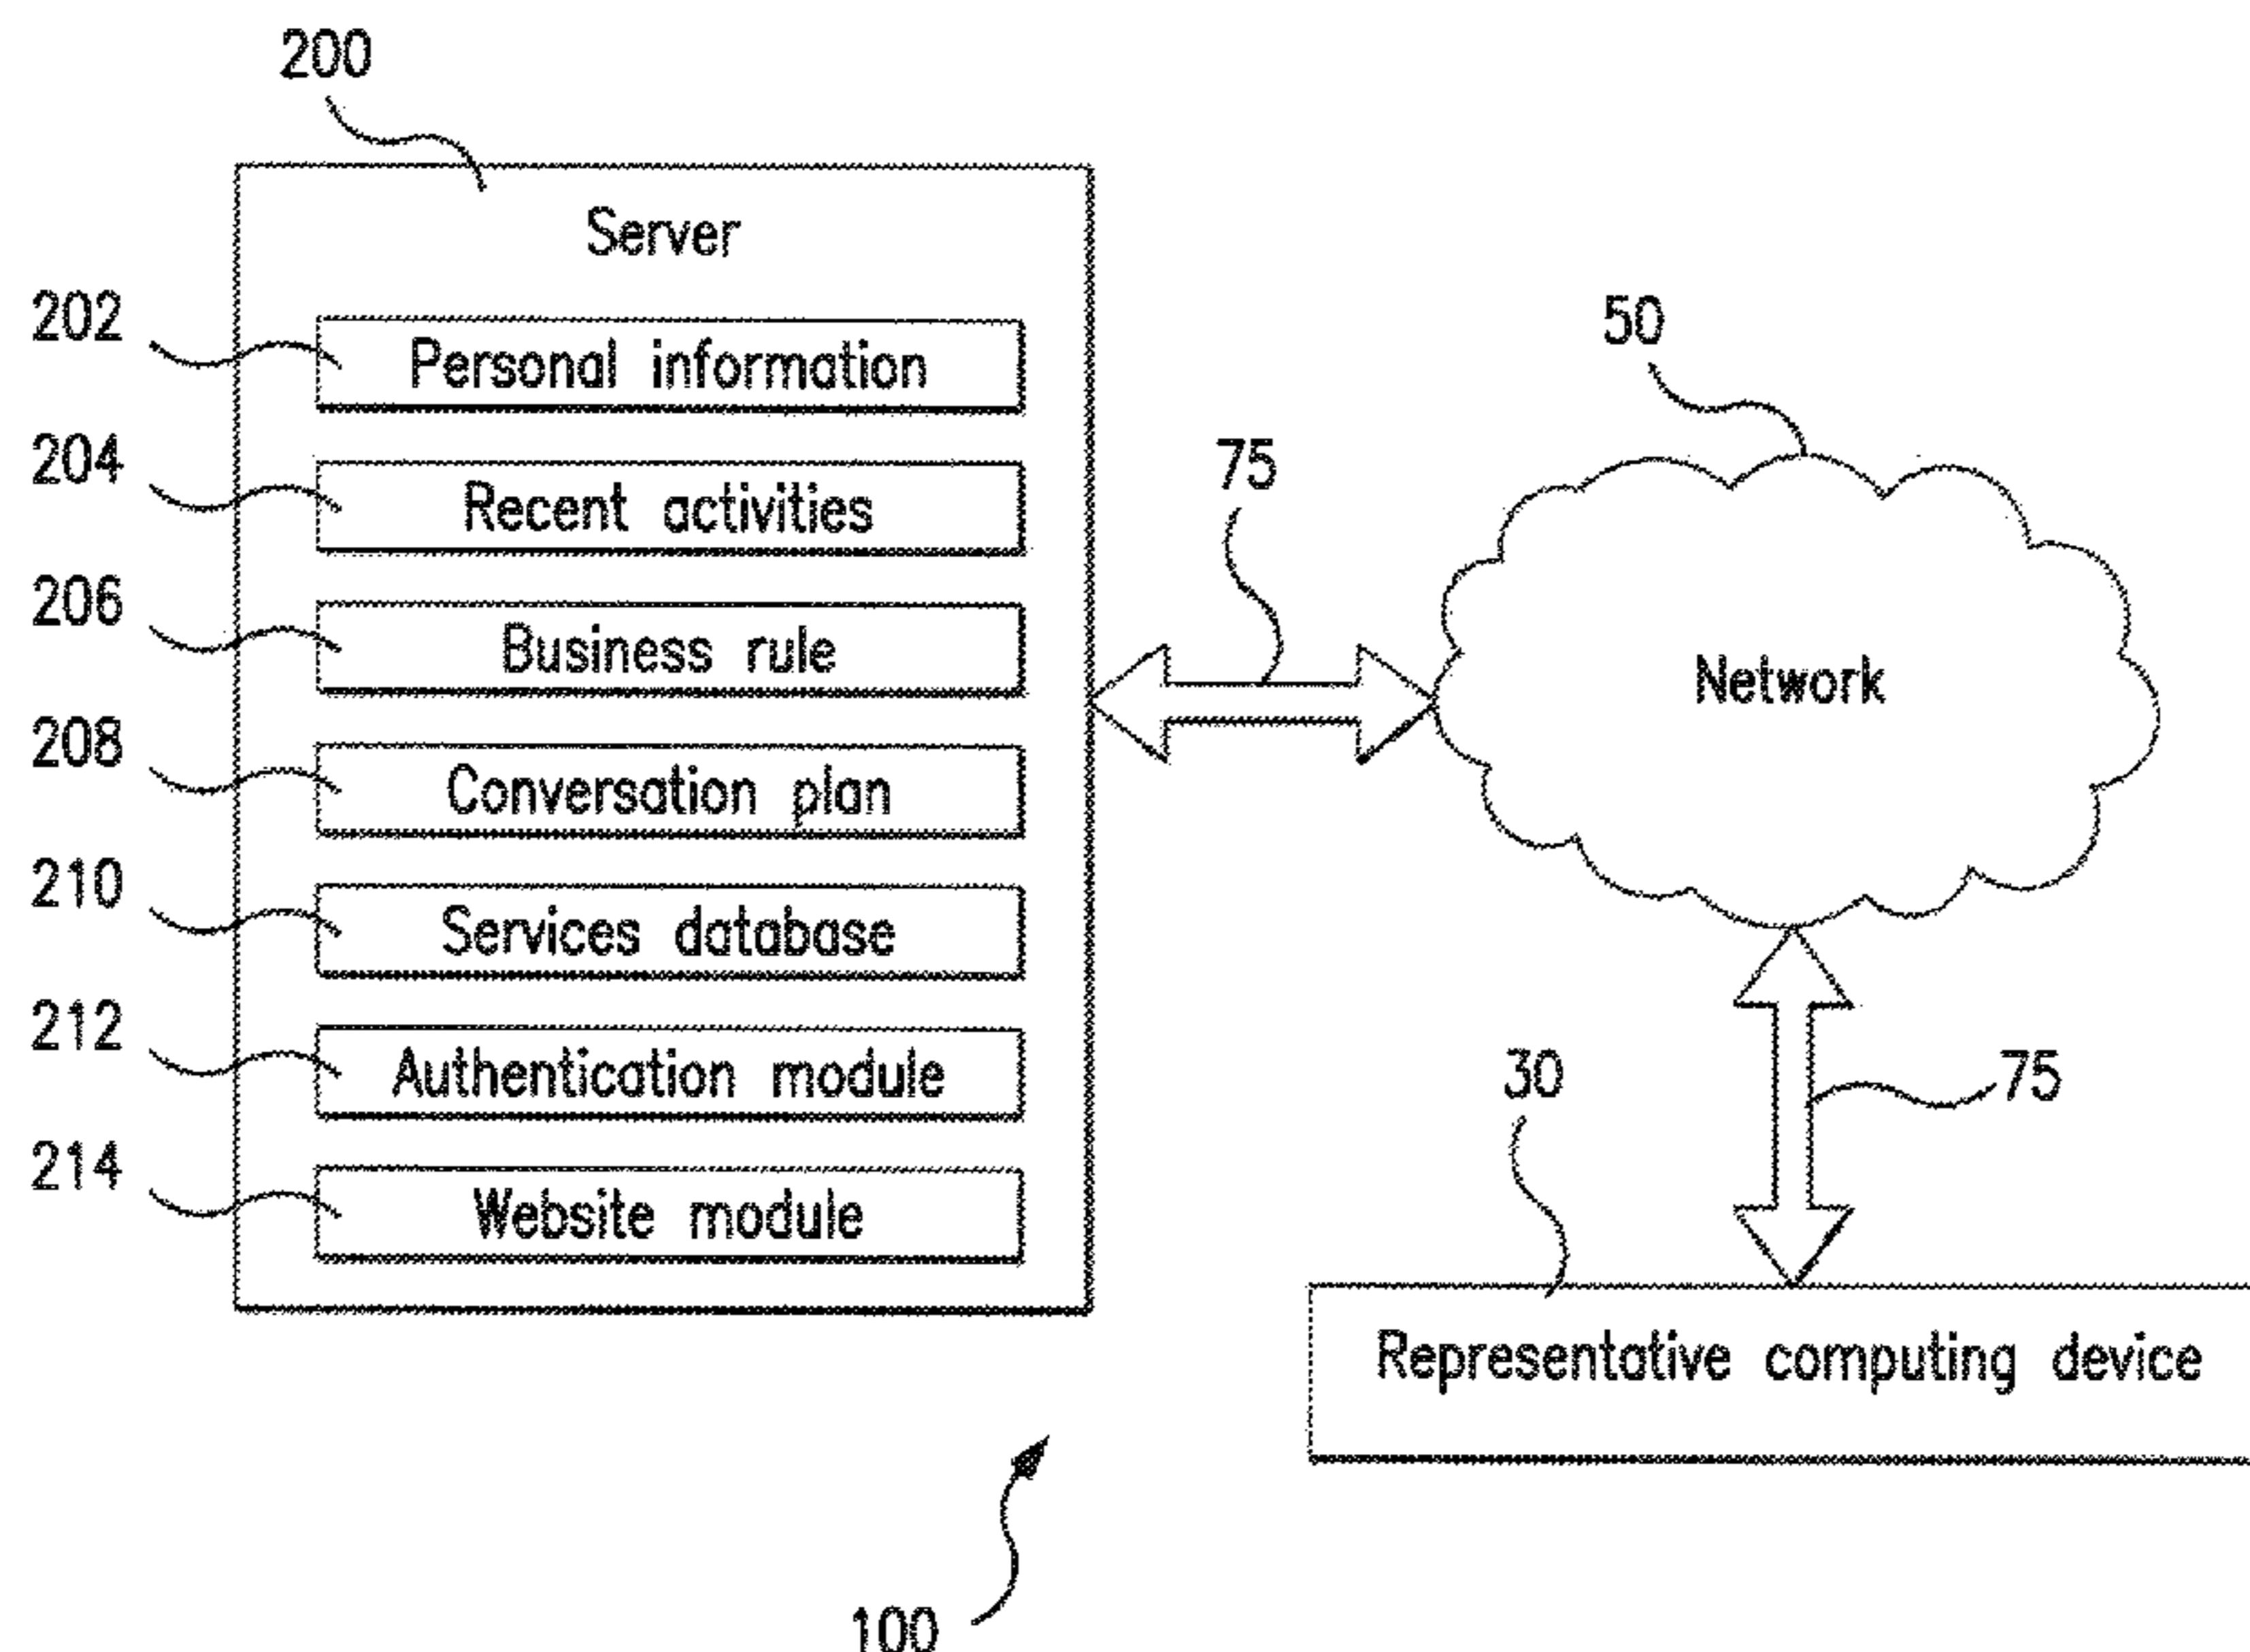 200
Server
202
Personal information
204
Recent activities
206
Business rule
208
Conversation plan
210
Services database
212
Authentication module
214
Website module
75
50
Network
75
30
Representative computing device
100